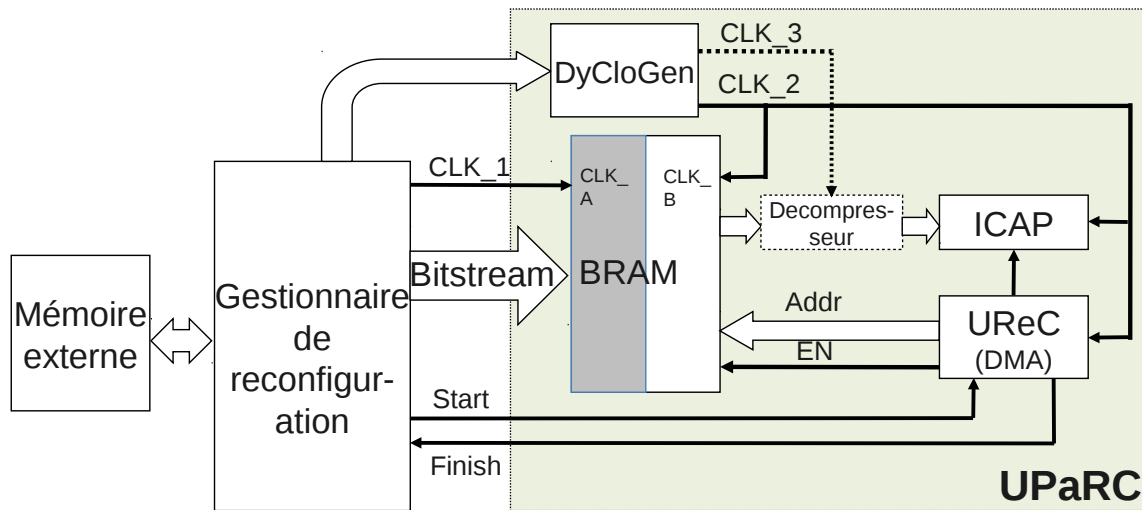 CLK_3
DyCloGen
CLK_2
CLK_1
CLK_
A
CLK_
B
Decompres-
seur
ICAP
Bitstream
BRAM
Mémoire
externe
Gestionnaire
de
reconfigur-
ation
Addr
UReC
(DMA)
EN
Start
Finish
UPaRC